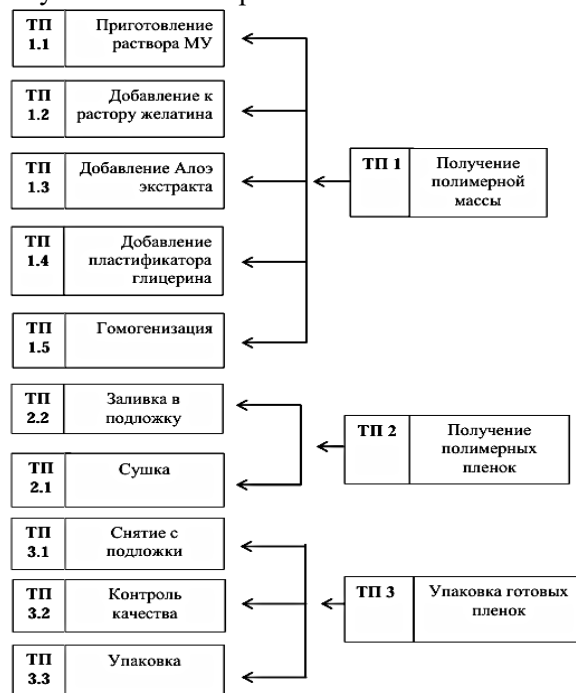 ТП
1.1
Приготовление
раствора МУ
ТП
1.2
Добавление к
растору желатина
ТП
1.3
Добавление Алоэ
экстракта
ТП
1.4
Добавление
пластификатора
глицерина
ТП
1.5
Гомогенизация
ТП 1
Получение
полимерной
массы
ТП
2.2
Заливка в
подложку
ТП
2.1
Сушка
ТП 2
Получение
полимерных
пленок
ТП
3.1
Снятие с
подложки
ТП
3.2
Контроль
качества
ТП
3.3
Упаковка
ТП 3
Упаковка готовых
пленок